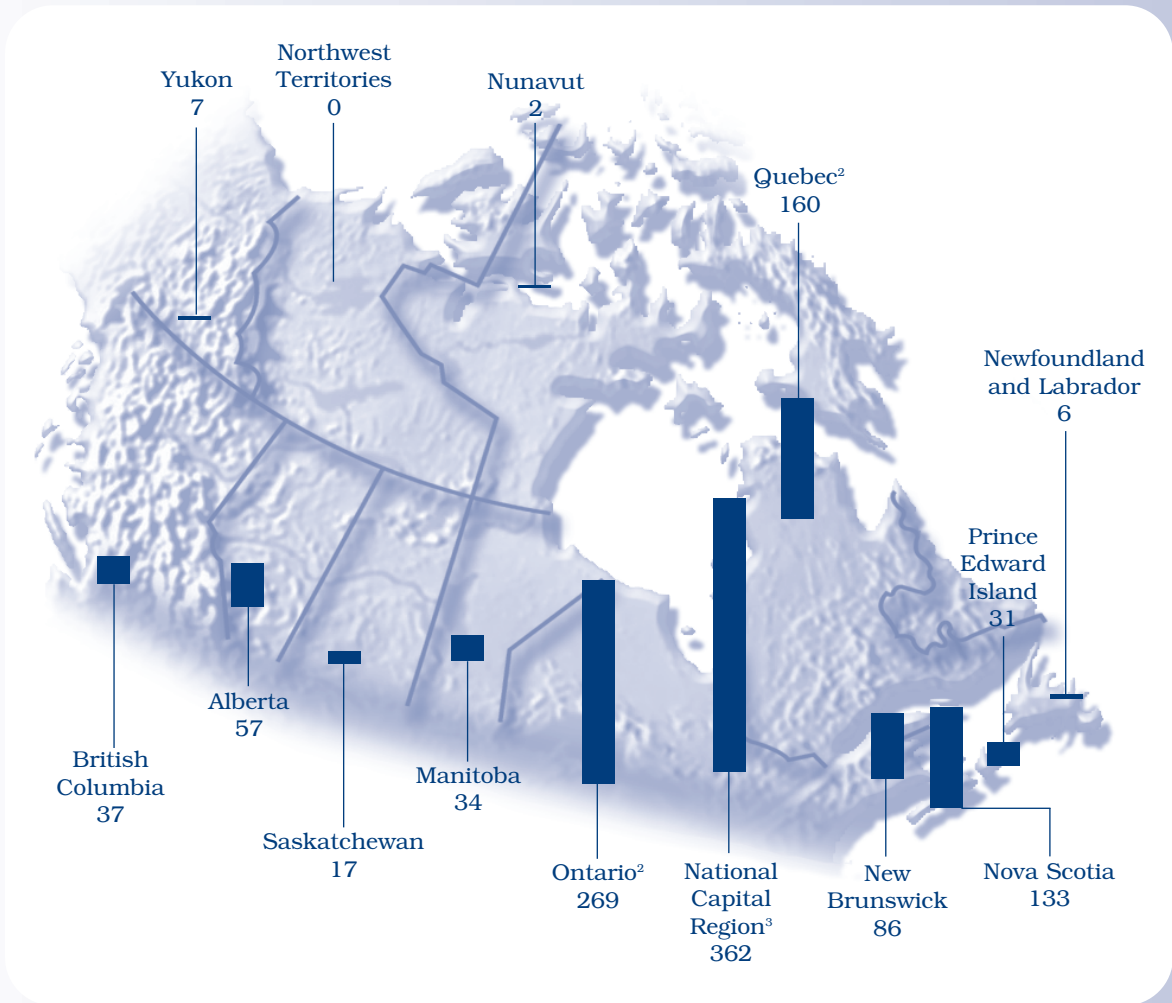 Yukon
7
Northwest
Territories
0
Nunavut
2
Quebec²
160
Newfoundland
and Labrador
6
Prince
Edward
Island
31
British
Columbia
37
Alberta
57
Saskatchewan
17
Manitoba
34
Ontario²
269
National
Capital
Region³
362
New
Brunswick
86
Nova Scotia
133